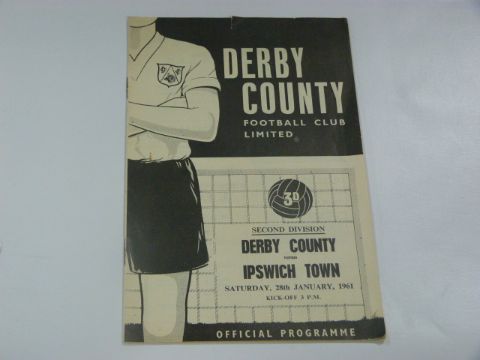 DERBY
COUNTY
FOOTBALL CLUB
LIMITED
3D
SECOND DIVISION
DERBY COUNTY
IPSWICH TOWN
SATURDAY, 28th JANUARY, 1961
KICK-OFF 3 P.M.
OFFICIAL PROGRAMME